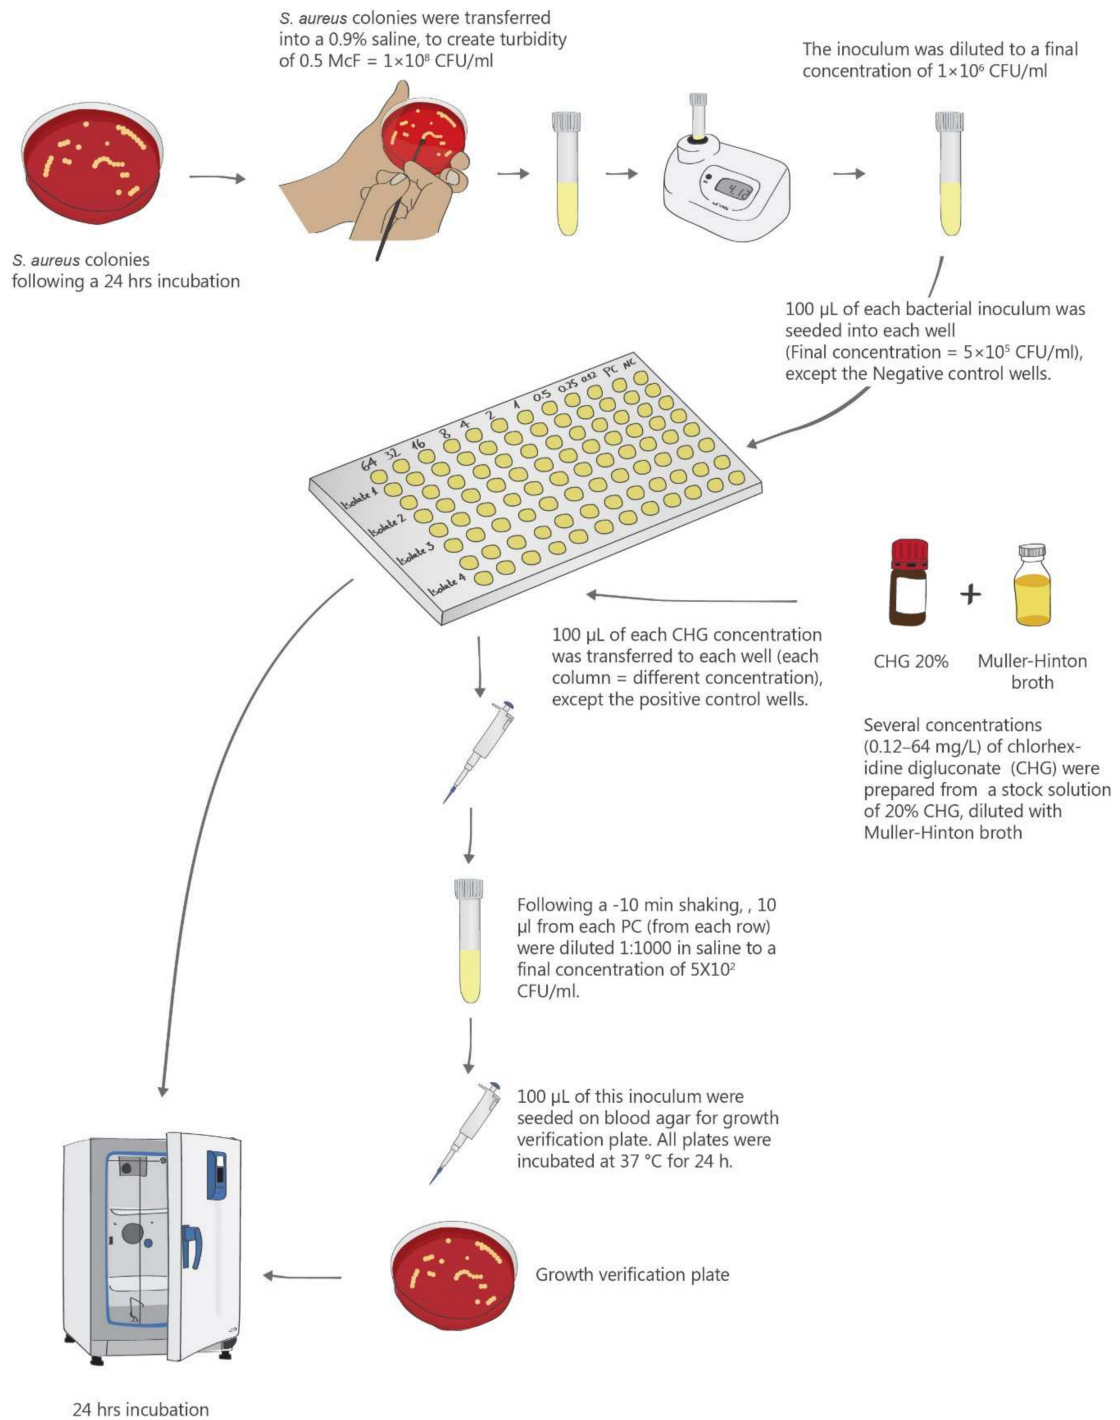 S. aureus colonies were transferred
into a 0.9% saline, to create turbidity
of 0.5 McF = 1×10⁸ CFU/ml
The inoculum was diluted to a final
concentration of 1×10⁶ CFU/ml
4.12
S. aureus colonies
following a 24 hrs incubation
100 µL of each bacterial inoculum was
seeded into each well
(Final concentration = 5×10⁵ CFU/ml),
except the Negative control wells.
64 32 16 8 4 2 1 0.5 0.25 0.12 PC NC
Isolate 1
Isolate 2
Isolate 3
Isolate 4
100 µL of each CHG concentration
was transferred to each well (each
column = different concentration),
except the positive control wells.
+
CHG 20%
Muller-Hinton
broth
Several concentrations
(0.12–64 mg/L) of chlorhex-
idine digluconate (CHG) were
prepared from a stock solution
of 20% CHG, diluted with
Muller-Hinton broth
Following a -10 min shaking, , 10
µl from each PC (from each row)
were diluted 1:1000 in saline to a
final concentration of 5X10²
CFU/ml.
100 µL of this inoculum were
seeded on blood agar for growth
verification plate. All plates were
incubated at 37 °C for 24 h.
Growth verification plate
24 hrs incubation